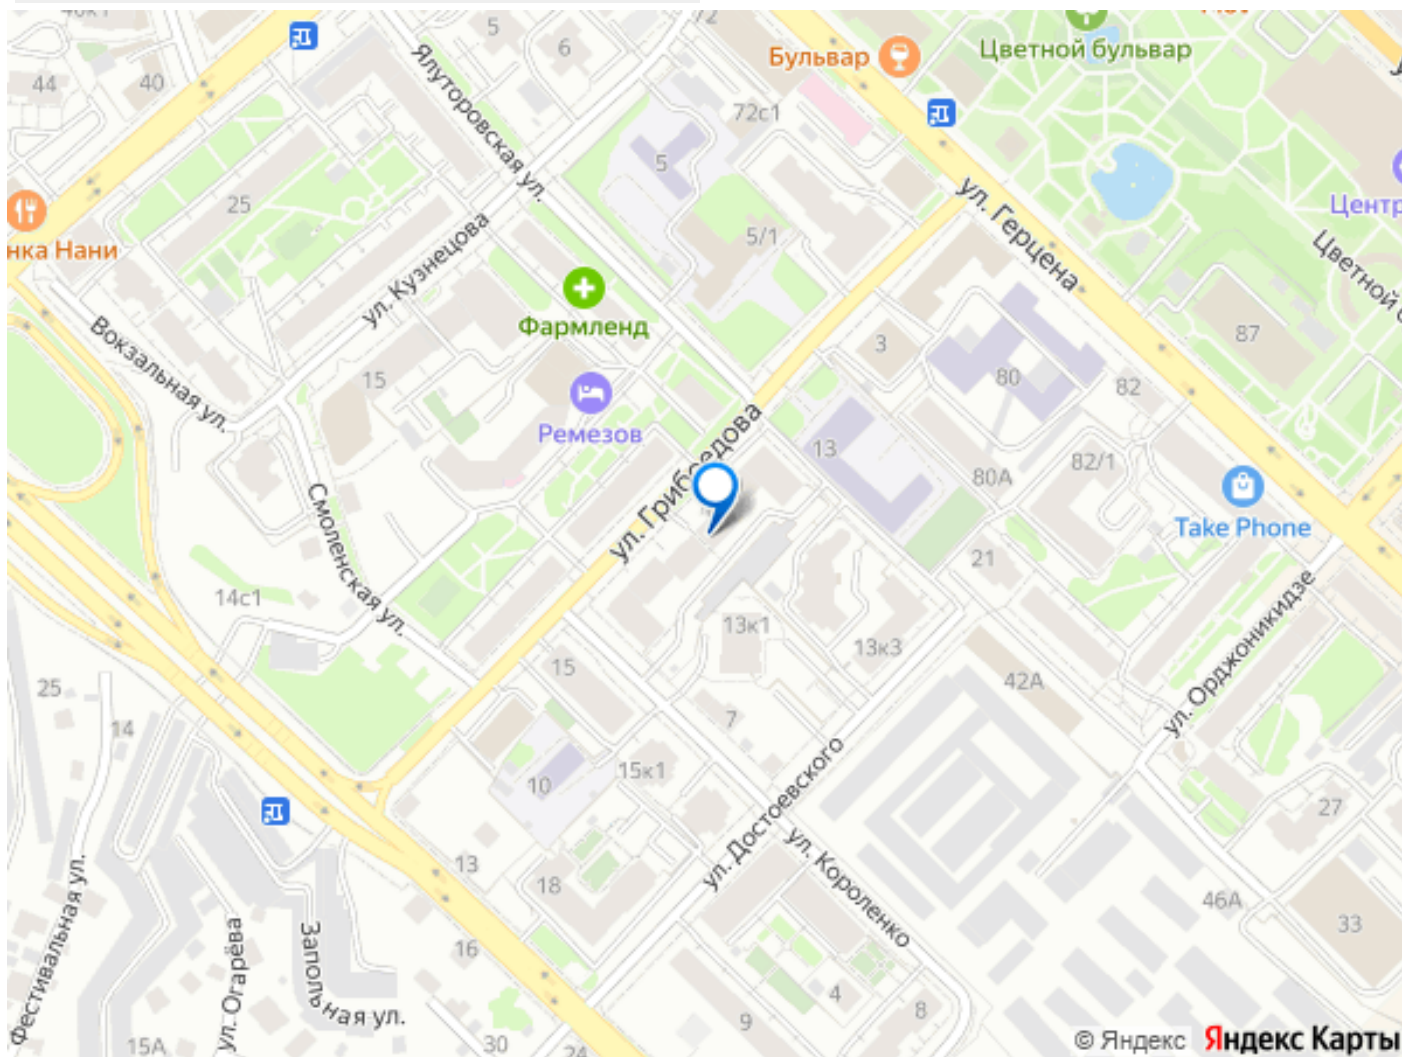 44
40
5
6
72
Бульвар
Цветной бульвар
72с1
Ялуторовская ул.
5
25
ул. Герцена
нка Нани
ул. Кузнецова
5/1
Центр
Цветной
Фармленд
Вокзальная ул.
15
3
87
80
82
Ремезов
ул. Грибоедова
13
80А
82/1
Take Phone
Смоленская ул.
21
14с1
13к1
13к3
15
42А
ул. Орджоникидзе
25
14
7
10
15к1
ул. Достоевского
27
13
18
ул. Короленко
46А
33
Фестивальная ул.
ул. Огарёва
Запольная ул.
16
4
8
9
15А
30
24
© Яндекс Яндекс Карты